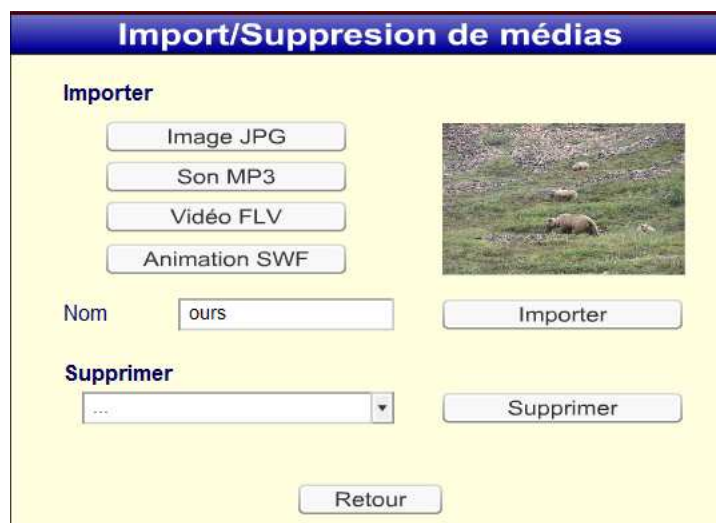 Import/Suppresion de médias
Importer
Image JPG
Son MP3
Vidéo FLV
Animation SWF
Nom ours Importer
Supprimer
... Supprimer
Retour